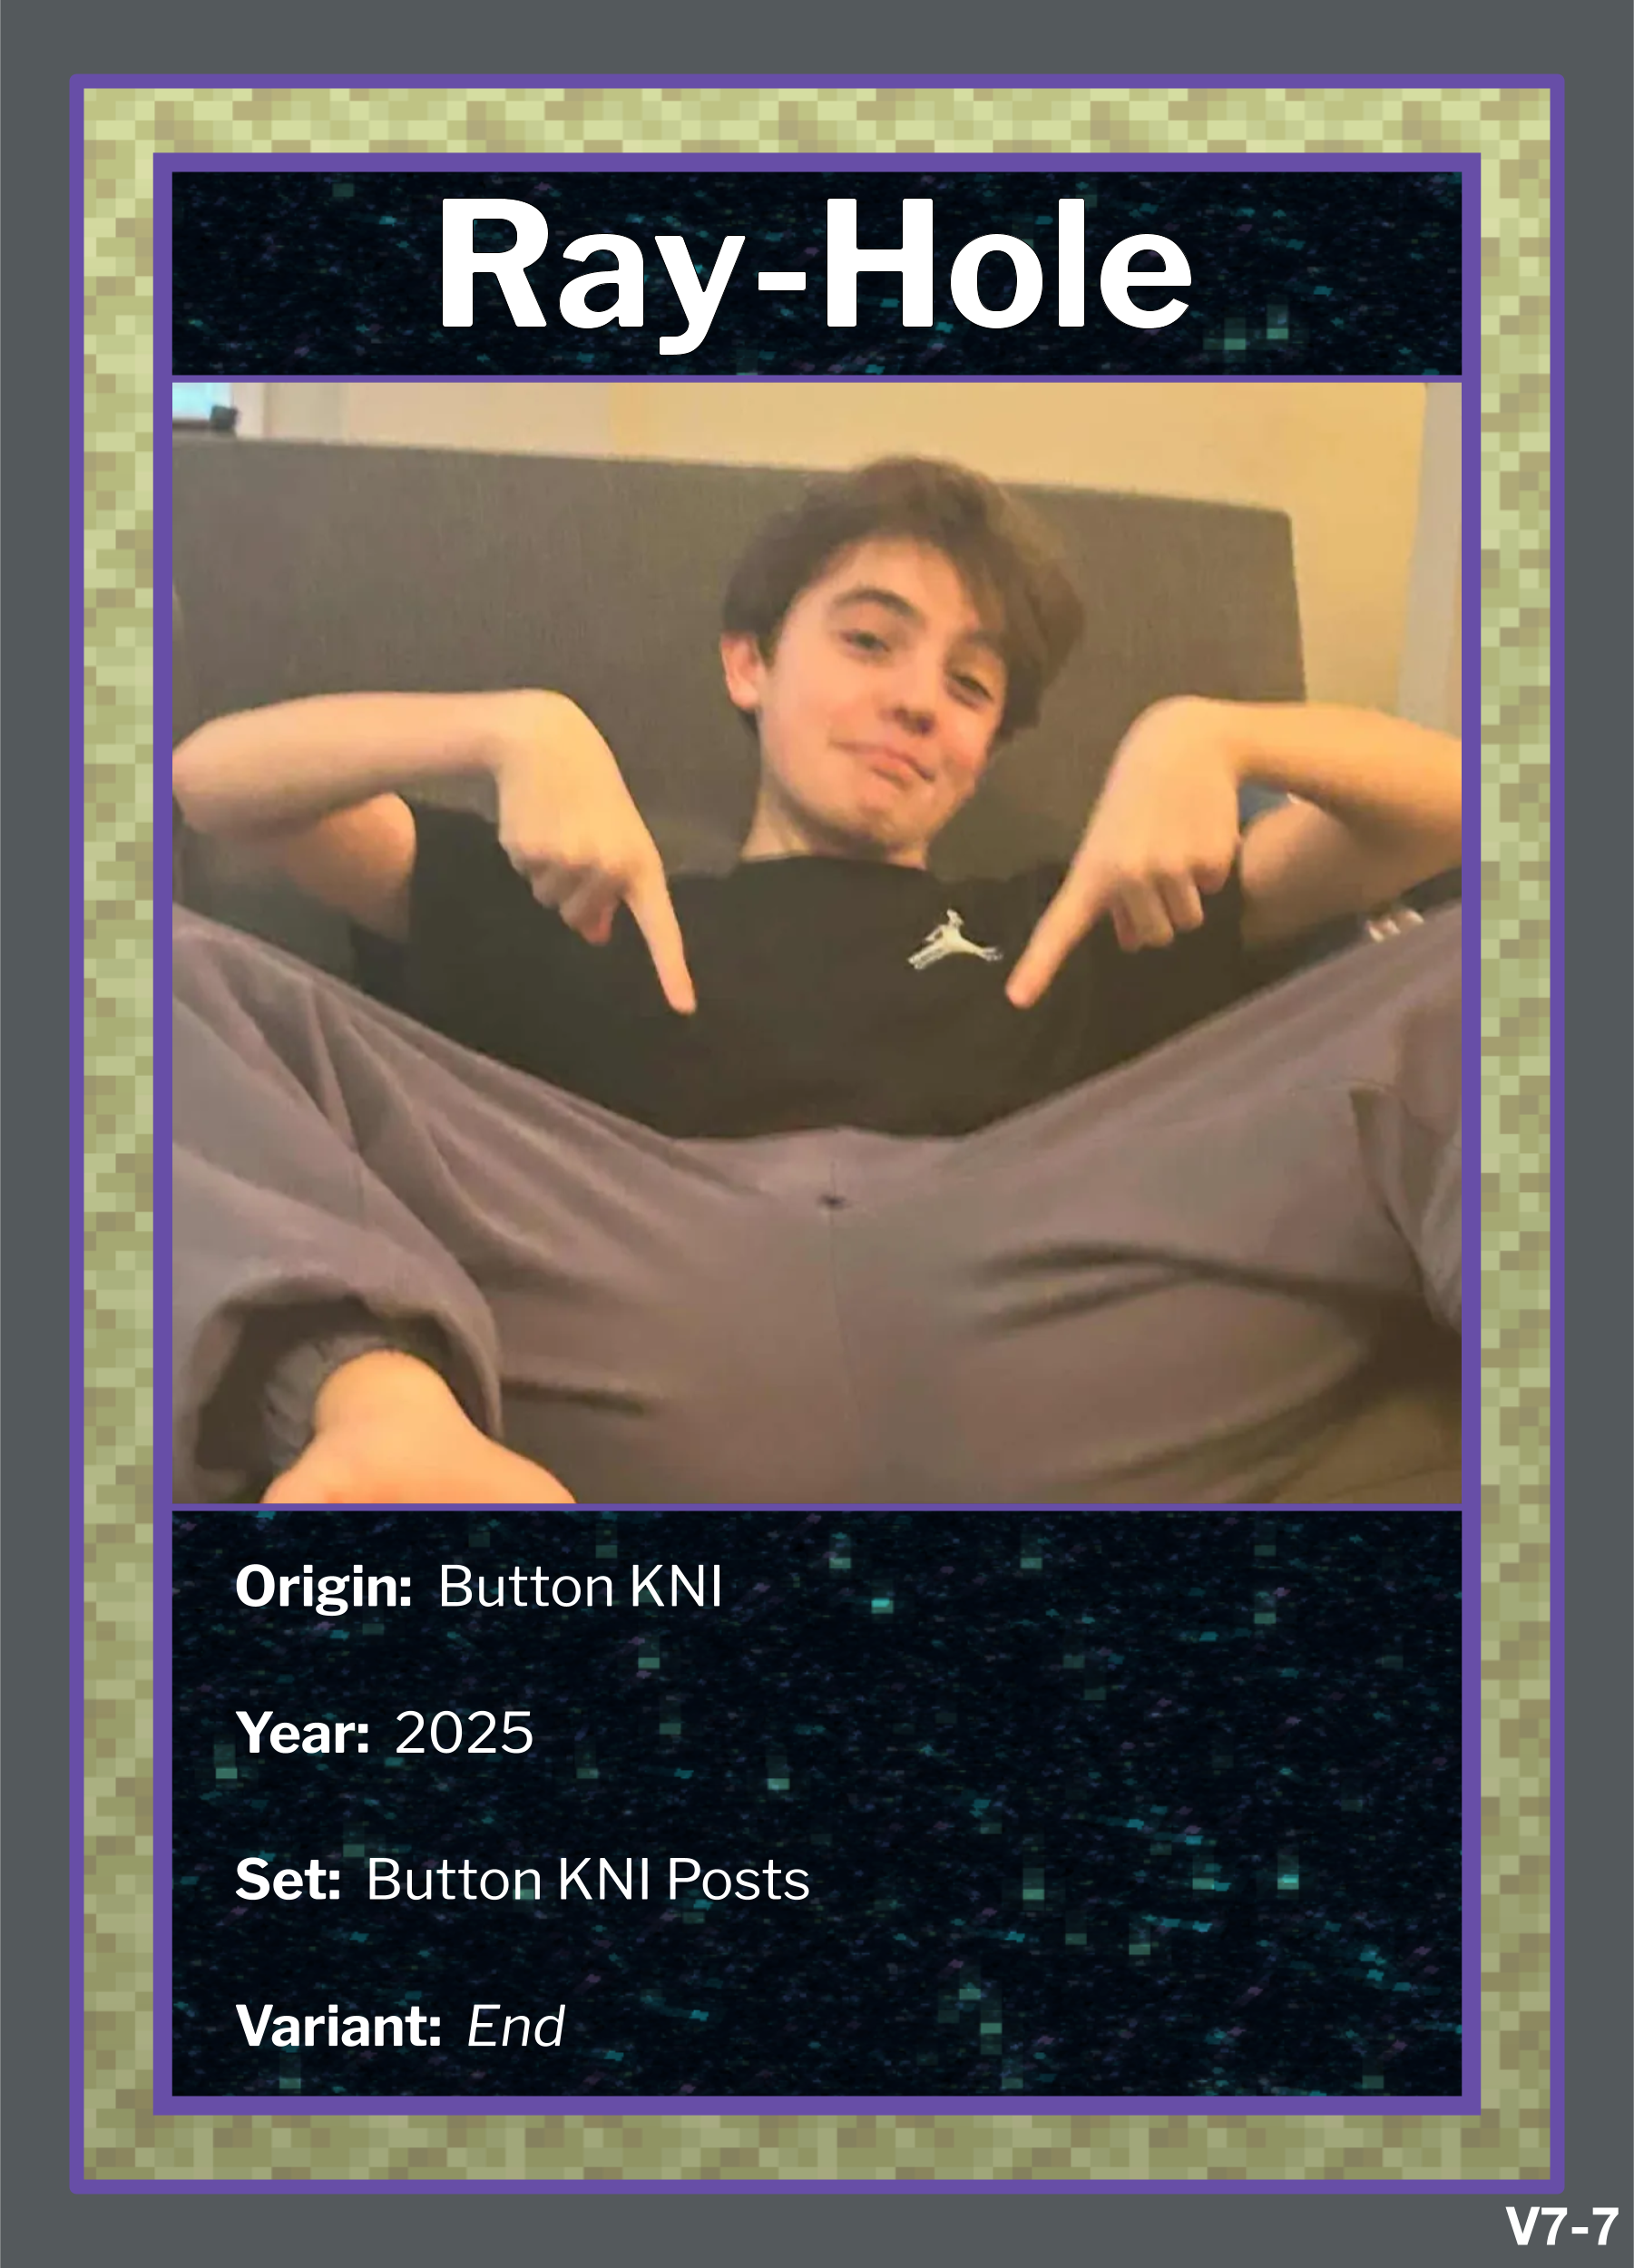 Ray-Hole
Origin: Button KNI
Year: 2025
Set: Button KNI Posts
Variant: End
V7-7